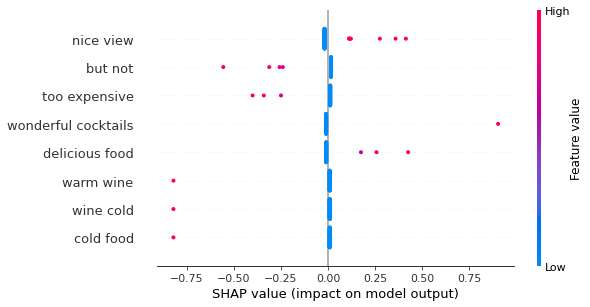 High
nice view
but not
too expensive
wonderful cocktails
delicious food
warm wine
wine cold
cold food
Feature value
Low
−0.75 −0.50 −0.25 0.00 0.25 0.50 0.75
SHAP value (impact on model output)